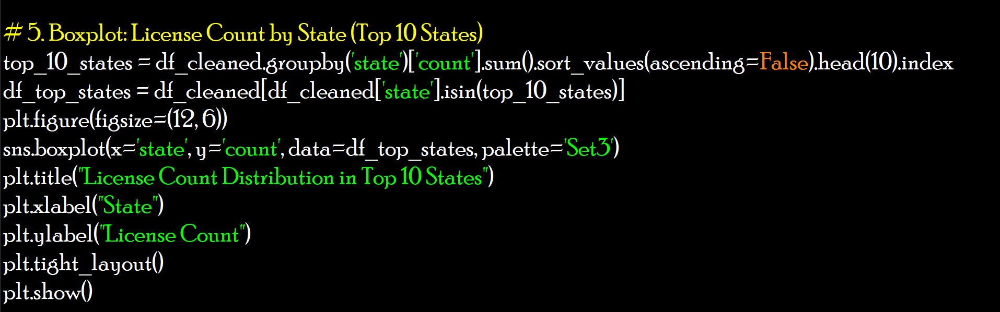 # 5. Boxplot: License Count by State (Top 10 States)
top_10_states = df_cleaned.groupby('state')['count'].sum().sort_values(ascending=False).head(10).index
df_top_states = df_cleaned[df_cleaned['state'].isin(top_10_states)]
plt.figure(figsize=(12, 6))
sns.boxplot(x='state', y='count', data=df_top_states, palette='Set3')
plt.title("License Count Distribution in Top 10 States")
plt.xlabel("State")
plt.ylabel("License Count")
plt.tight_layout()
plt.show()